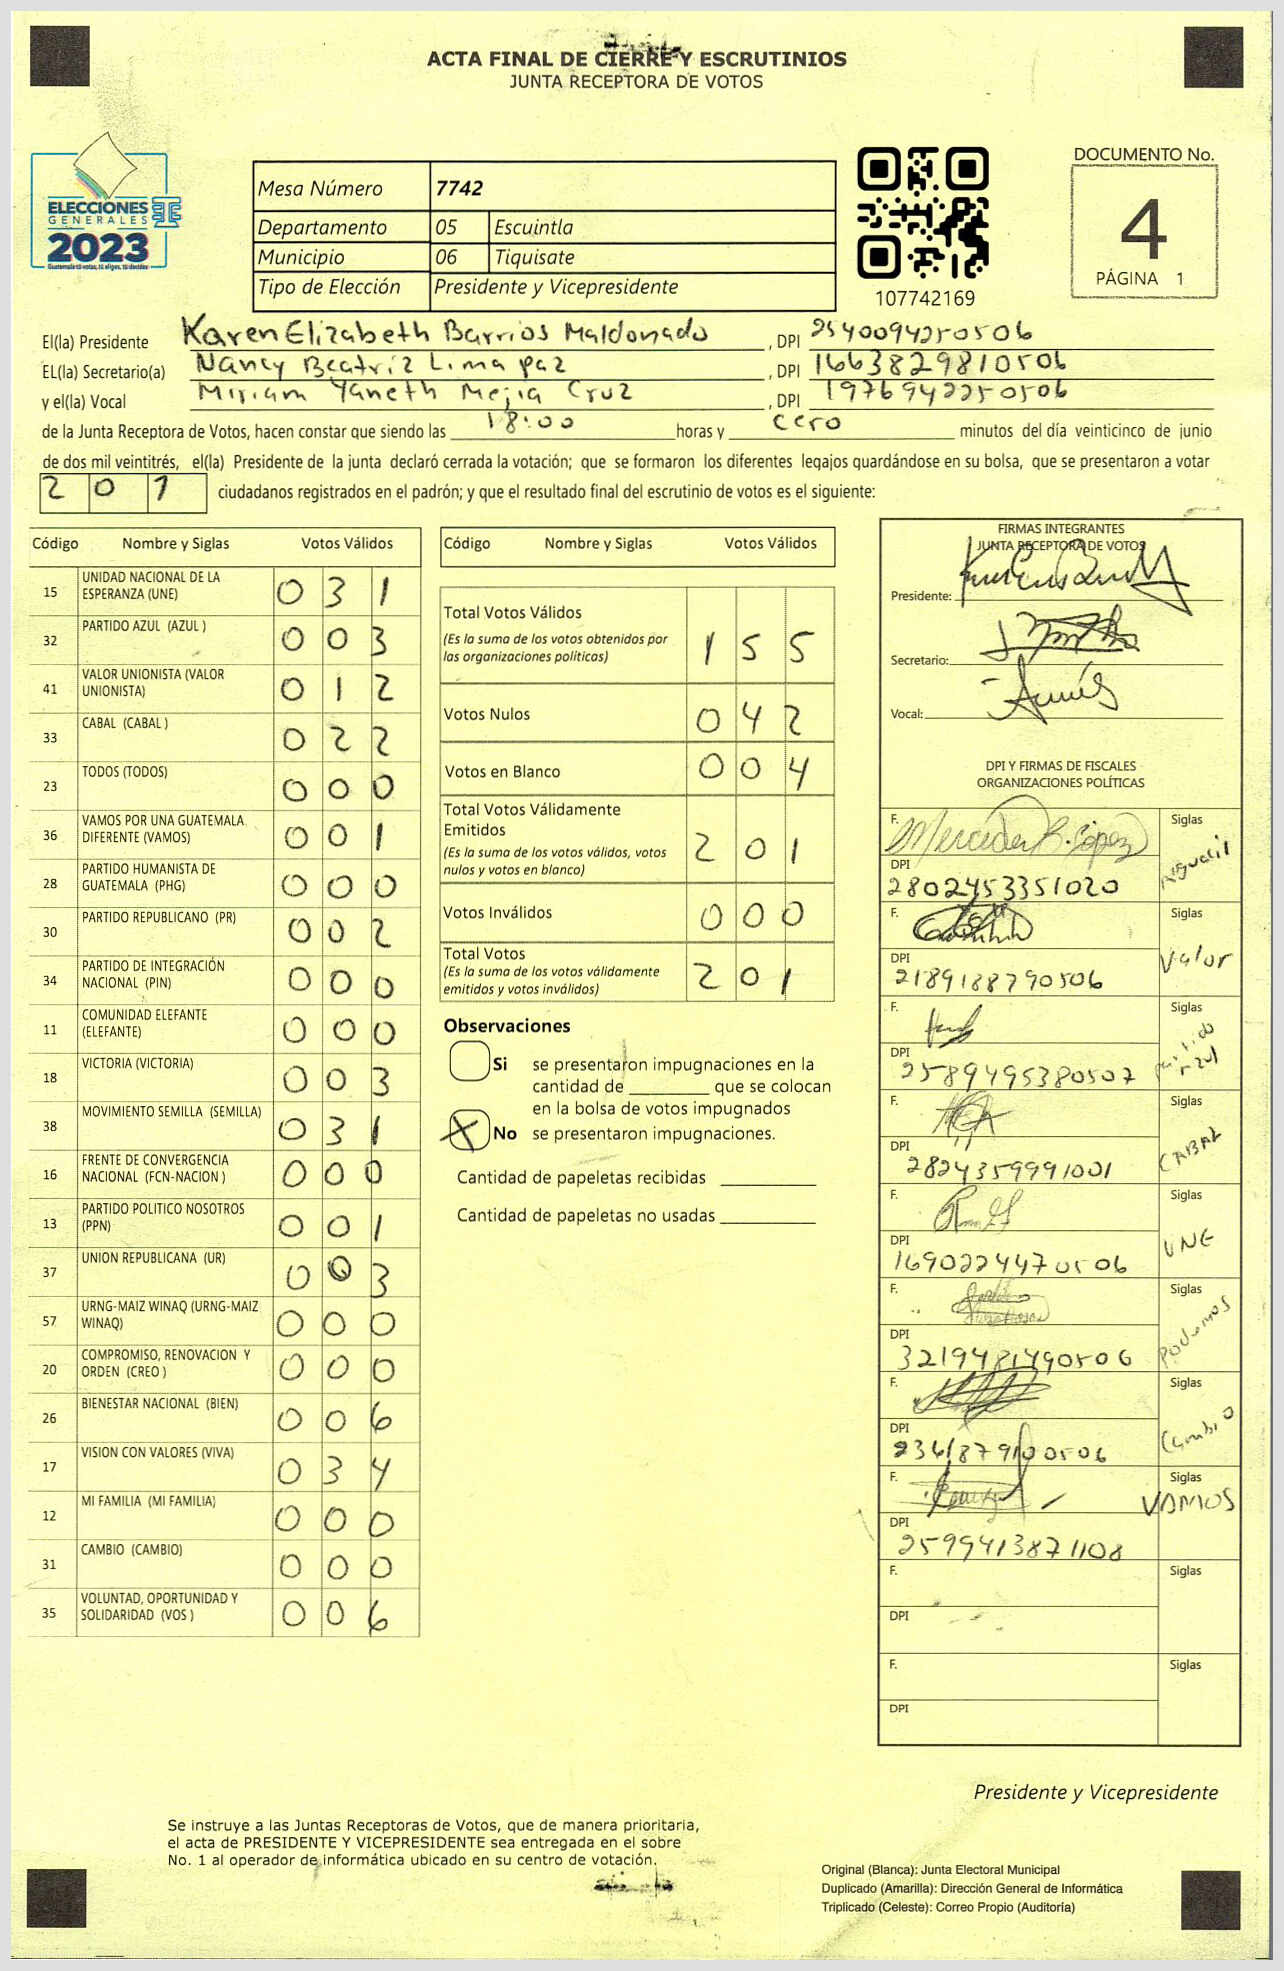 ACTA FINAL DE CIERRE Y ESCRUTINIOS
JUNTA RECEPTORA DE VOTOS
ELECCIONES
GENERALES
2023
Guatemala tú votas, tú eliges, tú decides
Mesa Número 7742
Departamento 05 Escuintla
Municipio 06 Tiquisate
Tipo de Elección Presidente y Vicepresidente
107742169
DOCUMENTO No.
4
PÁGINA 1
El(la) Presidente Karen Elizabeth Barrios Maldonado, DPI 2540094250506
EL(la) Secretario(a) Nancy Beatriz Lima paz, DPI 1663829810506
y el(la) Vocal Miriam Yaneth Mejia Cruz, DPI 1976942250506
de la Junta Receptora de Votos, hacen constar que siendo las 18:00 horas y cero minutos del día veinticinco de junio
de dos mil veintitrés, el(la) Presidente de la junta declaró cerrada la votación; que se formaron los diferentes legajos quardándose en su bolsa, que se presentaron a votar
201 ciudadanos registrados en el padrón; y que el resultado final del escrutinio de votos es el siguiente:
Código Nombre y Siglas Votos Válidos
15 UNIDAD NACIONAL DE LA ESPERANZA (UNE) 0 3 1
32 PARTIDO AZUL (AZUL ) 0 0 3
41 VALOR UNIONISTA (VALOR UNIONISTA) 0 1 2
33 CABAL (CABAL ) 0 2 2
23 TODOS (TODOS) 0 0 0
36 VAMOS POR UNA GUATEMALA DIFERENTE (VAMOS) 0 0 1
28 PARTIDO HUMANISTA DE GUATEMALA (PHG) 0 0 0
30 PARTIDO REPUBLICANO (PR) 0 0 2
34 PARTIDO DE INTEGRACIÓN NACIONAL (PIN) 0 0 0
11 COMUNIDAD ELEFANTE (ELEFANTE) 0 0 0
18 VICTORIA (VICTORIA) 0 0 3
38 MOVIMIENTO SEMILLA (SEMILLA) 0 3 1
16 FRENTE DE CONVERGENCIA NACIONAL (FCN-NACION ) 0 0 0
13 PARTIDO POLITICO NOSOTROS (PPN) 0 0 1
37 UNION REPUBLICANA (UR) 0 0 3
57 URNG-MAIZ WINAQ (URNG-MAIZ WINAQ) 0 0 0
20 COMPROMISO, RENOVACION Y ORDEN (CREO ) 0 0 0
26 BIENESTAR NACIONAL (BIEN) 0 0 6
17 VISION CON VALORES (VIVA) 0 3 4
12 MI FAMILIA (MI FAMILIA) 0 0 0
31 CAMBIO (CAMBIO) 0 0 0
35 VOLUNTAD, OPORTUNIDAD Y SOLIDARIDAD (VOS ) 0 0 6
Código Nombre y Siglas Votos Válidos
Total Votos Válidos
(Es la suma de los votos obtenidos por
las organizaciones políticas) 1 5 5
Votos Nulos 0 4 2
Votos en Blanco 0 0 4
Total Votos Válidamente
Emitidos
(Es la suma de los votos válidos, votos
nulos y votos en blanco) 2 0 1
Votos Inválidos 0 0 0
Total Votos
(Es la suma de los votos válidamente
emitidos y votos inválidos) 2 0 1
Observaciones
Si se presentaron impugnaciones en la
cantidad de ________ que se colocan
en la bolsa de votos impugnados
X No se presentaron impugnaciones.
Cantidad de papeletas recibidas
Cantidad de papeletas no usadas
FIRMAS INTEGRANTES
JUNTA RECEPTORA DE VOTOS
Presidente:
Secretario:
Vocal:
DPI Y FIRMAS DE FISCALES
ORGANIZACIONES POLÍTICAS
F. Mercedes R. López Siglas
DPI
2802453351020
F. Siglas Valor
DPI
2189188790506
F. Siglas partido azul
DPI
2589495380507
F. Siglas CABAL
DPI
2824359991001
F. Siglas UNE
DPI
1690224470506
F. Siglas podemos
DPI
3219481490506
F. Siglas Cambio
DPI
2361879100506
F. Siglas VAMOS
DPI
2599413871108
F. Siglas
DPI
F. Siglas
DPI
Presidente y Vicepresidente
Se instruye a las Juntas Receptoras de Votos, que de manera prioritaria,
el acta de PRESIDENTE Y VICEPRESIDENTE sea entregada en el sobre
No. 1 al operador de informática ubicado en su centro de votación.
Original (Blanca): Junta Electoral Municipal
Duplicado (Amarilla): Dirección General de Informática
Triplicado (Celeste): Correo Propio (Auditoría)